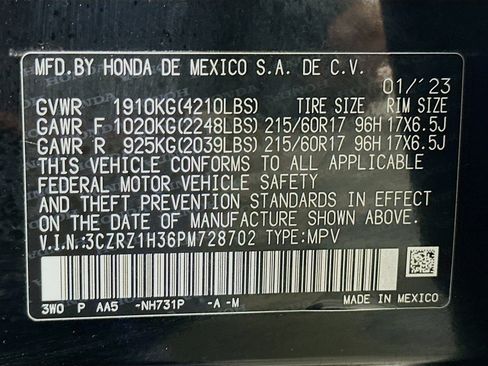 MFD.BY HONDA DE MEXICO S.A. DE C.V.
01/'23
GVWR 1910KG(4210LBS) TIRE SIZE RIM SIZE
GAWR F 1020KG(2248LBS) 215/60R17 96H 17X6.5J
GAWR R 925KG(2039LBS) 215/60R17 96H 17X6.5J
THIS VEHICLE CONFORMS TO ALL APPLICABLE
FEDERAL MOTOR VEHICLE SAFETY
AND THEFT PREVENTION STANDARDS IN EFFECT
ON THE DATE OF MANUFACTURE SHOWN ABOVE.
V.I.N.:3CZRZ1H36PM728702 TYPE:MPV
3W0 P AA5 -NH731P -A-M MADE IN MEXICO